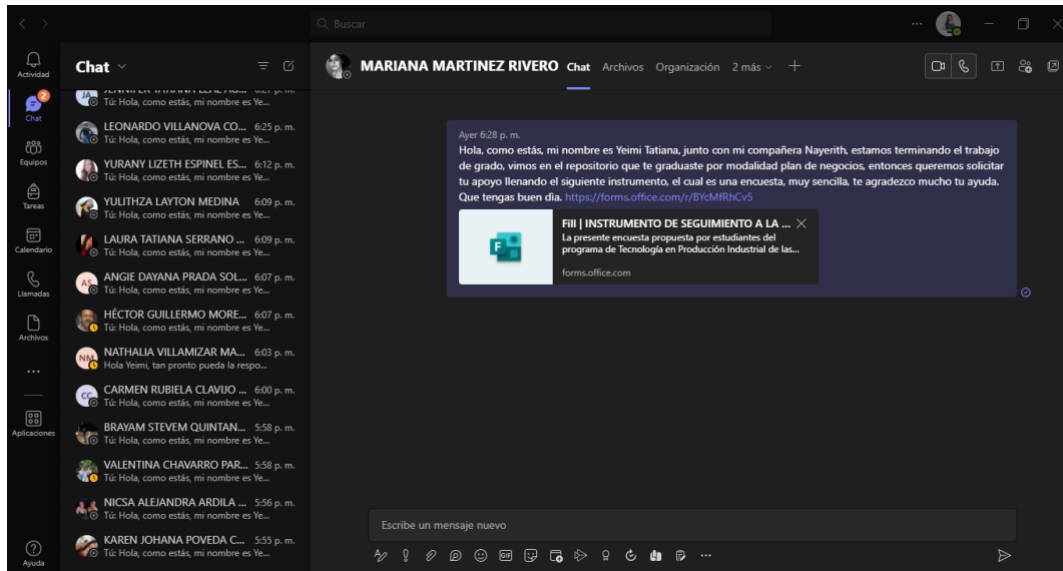 Buscar
Actividad
Chat
2
Equipos
Tareas
Calendario
Llamadas
Archivos
Aplicaciones
Ayuda
Chat
Tú: Hola, como estás, mi nombre es Ye...
LEONARDO VILLANOVA CO... 6:25 p. m.
Tú: Hola, como estás, mi nombre es Ye...
YURANY LIZETH ESPINEL ES... 6:12 p. m.
Tú: Hola, como estás, mi nombre es Ye...
YULITHZA LAYTON MEDINA 6:09 p. m.
Tú: Hola, como estás, mi nombre es Ye...
LAURA TATIANA SERRANO ... 6:09 p. m.
Tú: Hola, como estás, mi nombre es Ye...
AS ANGIE DAYANA PRADA SOL... 6:07 p. m.
Tú: Hola, como estás, mi nombre es Ye...
HÉCTOR GUILLERMO MORE... 6:07 p. m.
Tú: Hola, como estás, mi nombre es Ye...
NM NATHALIA VILLAMIZAR MA... 6:03 p. m.
Hola Yeimi, tan pronto pueda la respo...
CC CARMEN RUBIELA CLAVIJO ... 6:00 p. m.
Tú: Hola, como estás, mi nombre es Ye...
BRAYAM STEVEM QUINTAN... 5:58 p. m.
Tú: Hola, como estás, mi nombre es Ye...
VALENTINA CHAVARRO PAR... 5:58 p. m.
Tú: Hola, como estás, mi nombre es Ye...
NICSA ALEJANDRA ARDILA ... 5:56 p. m.
Tú: Hola, como estás, mi nombre es Ye...
KAREN JOHANA POVEDA C... 5:55 p. m.
Tú: Hola, como estás, mi nombre es Ye...
MARIANA MARTINEZ RIVERO Chat Archivos Organización 2 más
Ayer 6:28 p. m.
Hola, como estás, mi nombre es Yeimi Tatiana, junto con mi compañera Nayerith, estamos terminando el trabajo
de grado, vimos en el repositorio que te graduaste por modalidad plan de negocios, entonces queremos solicitar
tu apoyo llenando el siguiente instrumento, el cual es una encuesta, muy sencilla, te agradezco mucho tu ayuda.
Que tengas buen dia. https://forms.office.com/r/BYcMfRhCv5
Fill | INSTRUMENTO DE SEGUIMIENTO A LA ...
La presente encuesta propuesta por estudiantes del
programa de Tecnología en Producción Industrial de las...
forms.office.com
Escribe un mensaje nuevo
GIF